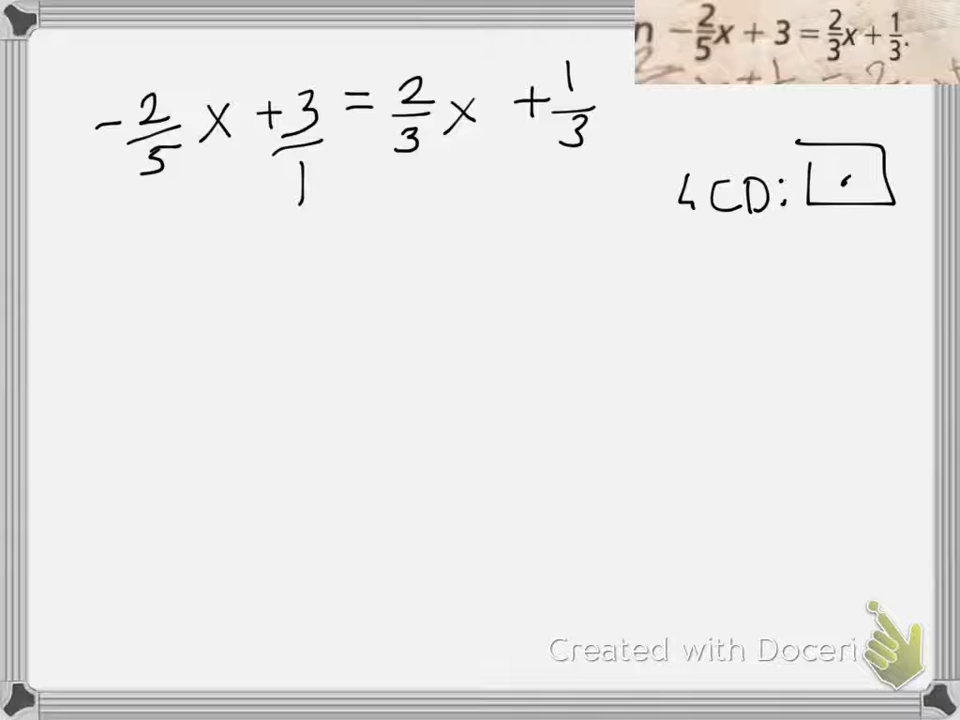 n −2/5x + 3 = 2/3x + 1/3.
-2/5 x + 3/1 = 2/3 x + 1/3
LCD:
Created with Doceri